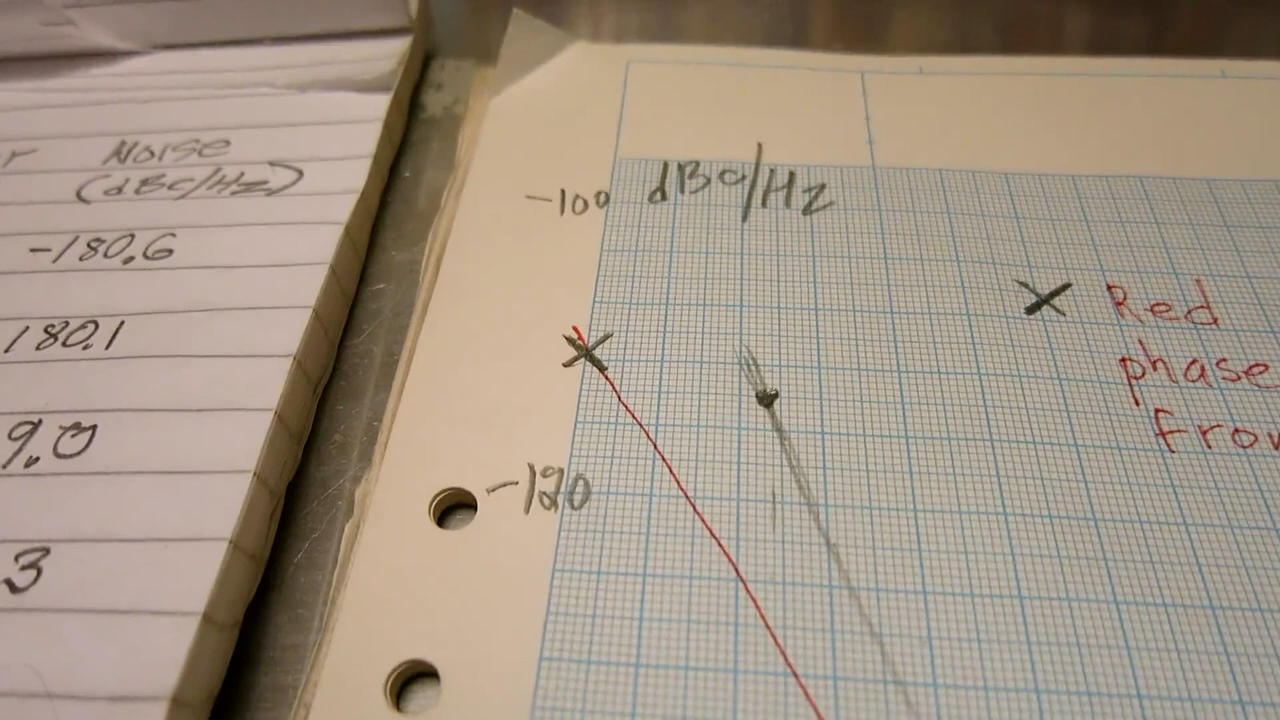 r Noise
(dBc/Hz)
-180.6
180.1
9.0
3
-100 dBc/Hz
-120
X Red
phase
from